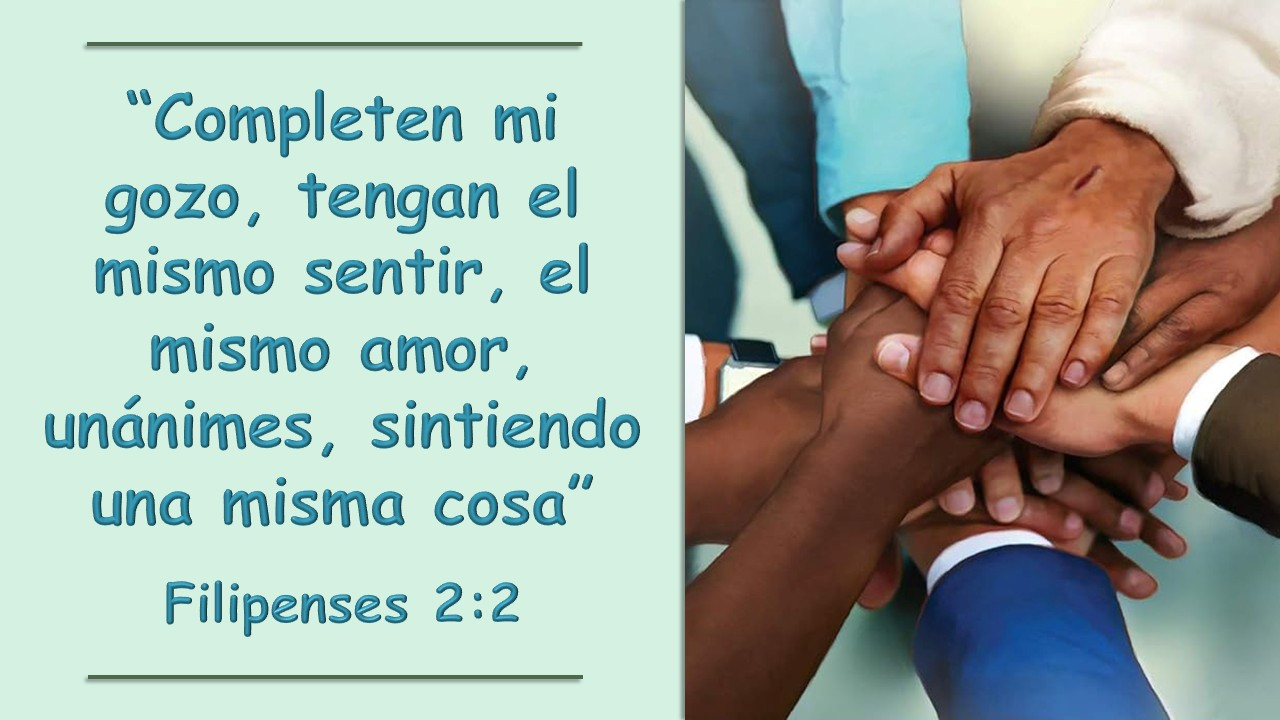 “Completen mi
gozo, tengan el
mismo sentir, el
mismo amor,
unánimes, sintiendo
una misma cosa”
Filipenses 2:2